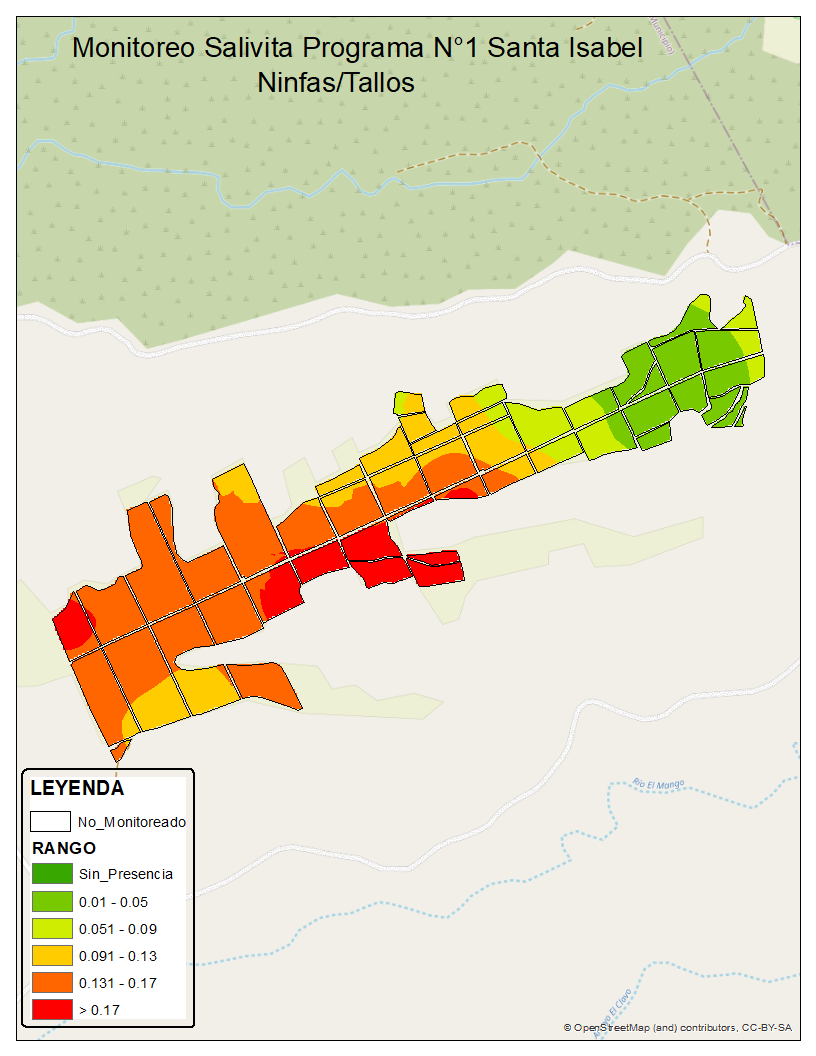 Monitoreo Salivita Programa N°1 Santa Isabel
Ninfas/Tallos
Municipio)
Río El Mango
LEYENDA
No_Monitoreado
RANGO
Sin_Presencia
0.01 - 0.05
0.051 - 0.09
0.091 - 0.13
0.131 - 0.17
> 0.17
El Clavo
© OpenStreetMap (and) contributors, CC-BY-SA